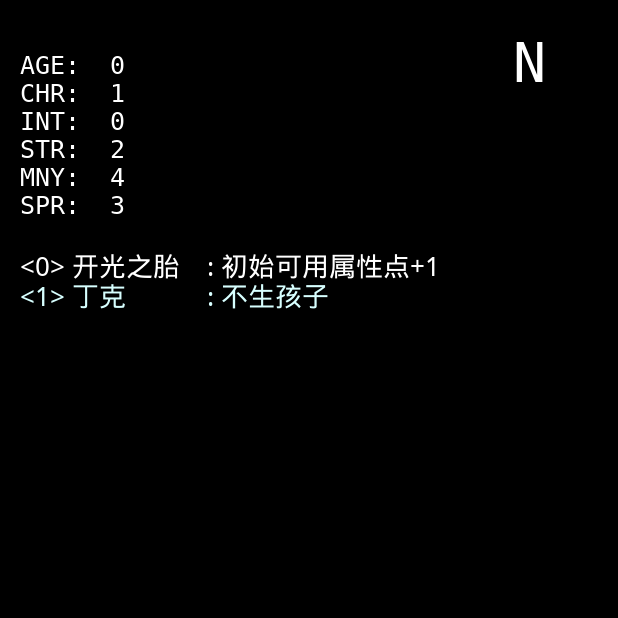 N
AGE: 0
CHR: 1
INT: 0
STR: 2
MNY: 4
SPR: 3
<0> 开光之胎 : 初始可用属性点+1
<1> 丁克 : 不生孩子